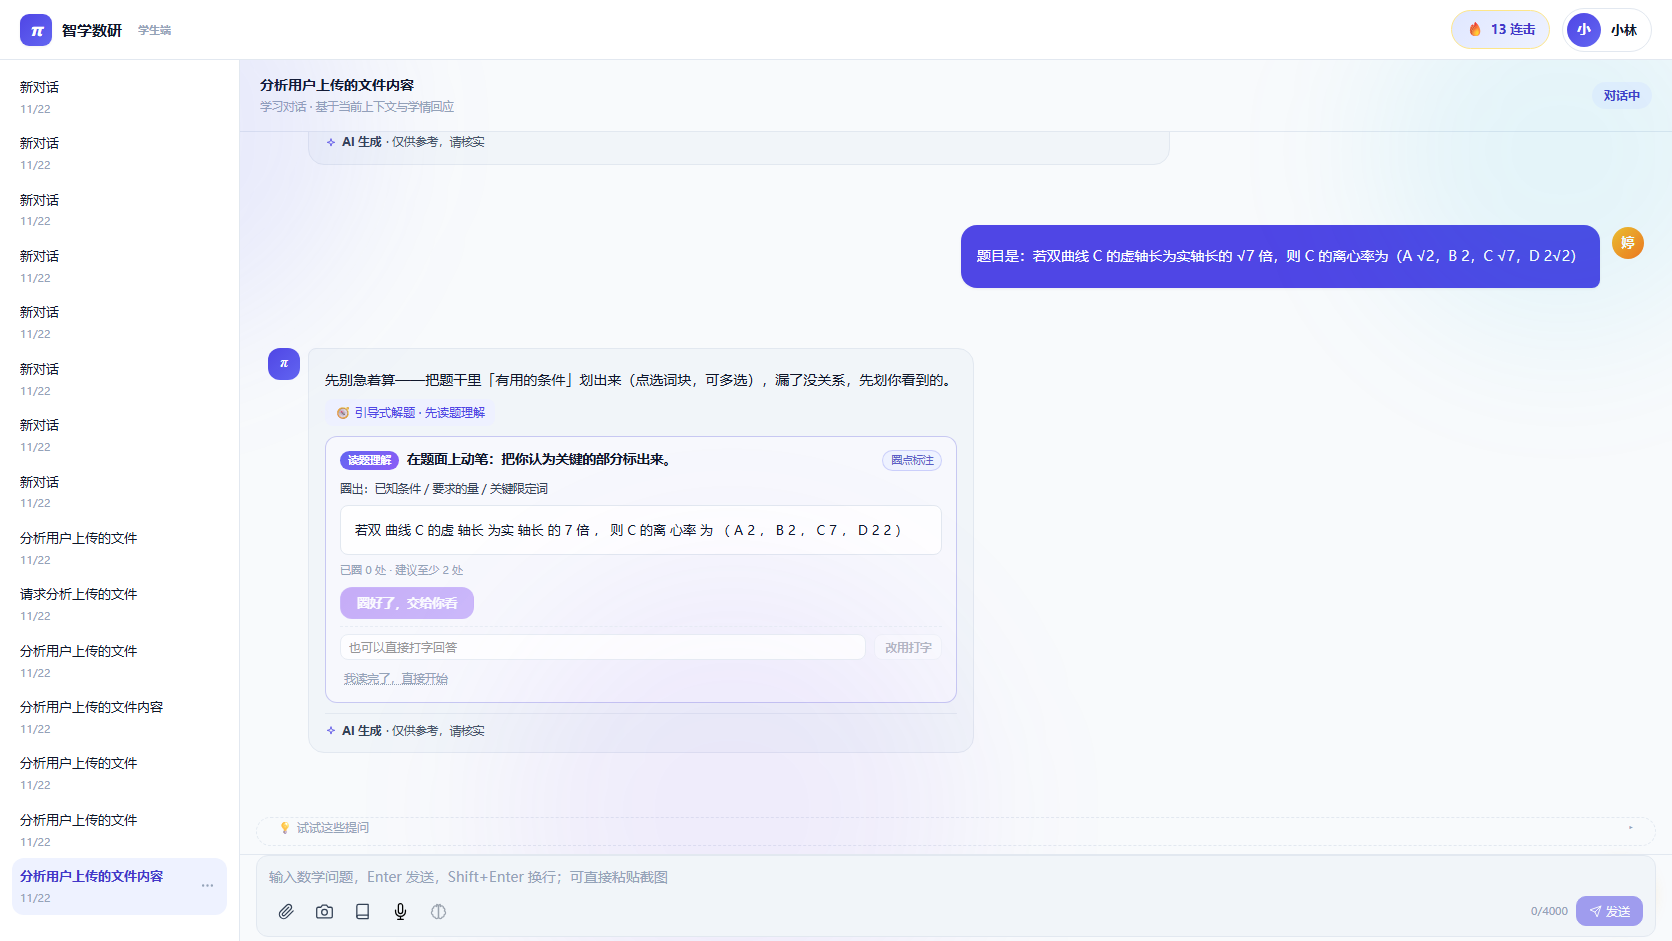 π 智学数研 学生端
13 连击
小 小林
新对话
11/22
新对话
11/22
新对话
11/22
新对话
11/22
新对话
11/22
新对话
11/22
新对话
11/22
新对话
11/22
分析用户上传的文件
11/22
请求分析上传的文件
11/22
分析用户上传的文件
11/22
分析用户上传的文件内容
11/22
分析用户上传的文件
11/22
分析用户上传的文件
11/22
分析用户上传的文件内容 ...
11/22
分析用户上传的文件内容
学习对话 · 基于当前上下文与学情回应
对话中
AI 生成 · 仅供参考，请核实
题目是：若双曲线 C 的虚轴长为实轴长的 √7 倍，则 C 的离心率为（A √2，B 2，C √7，D 2√2）
婷
π
先别急着算——把题干里「有用的条件」划出来（点选词块，可多选），漏了没关系，先划你看到的。
引导式解题 · 先读题理解
读题理解 在题面上动笔：把你认为关键的部分标出来。 圈点标注
圈出：已知条件 / 要求的量 / 关键限定词
若双 曲线 C 的虚 轴长 为实 轴长 的 7 倍 ， 则 C 的离 心率 为 （ A 2 ， B 2 ， C 7 ， D 2 2 ）
已圈 0 处 · 建议至少 2 处
圈好了，交给你看
也可以直接打字回答 改用打字
我读完了，直接开始
AI 生成 · 仅供参考，请核实
试试这些提问
输入数学问题，Enter 发送，Shift+Enter 换行；可直接粘贴截图
0/4000 发送